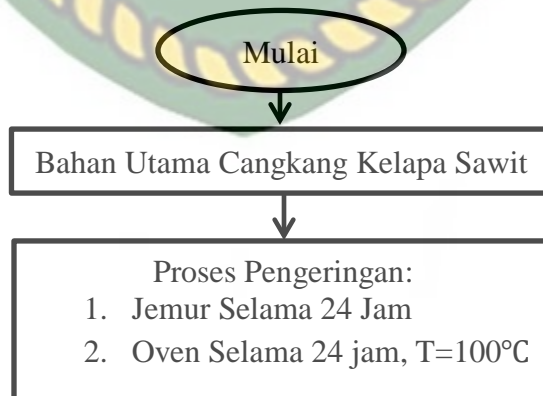 Mulai
Bahan Utama Cangkang Kelapa Sawit
Proses Pengeringan:
1. Jemur Selama 24 Jam
2. Oven Selama 24 jam, T=100°C